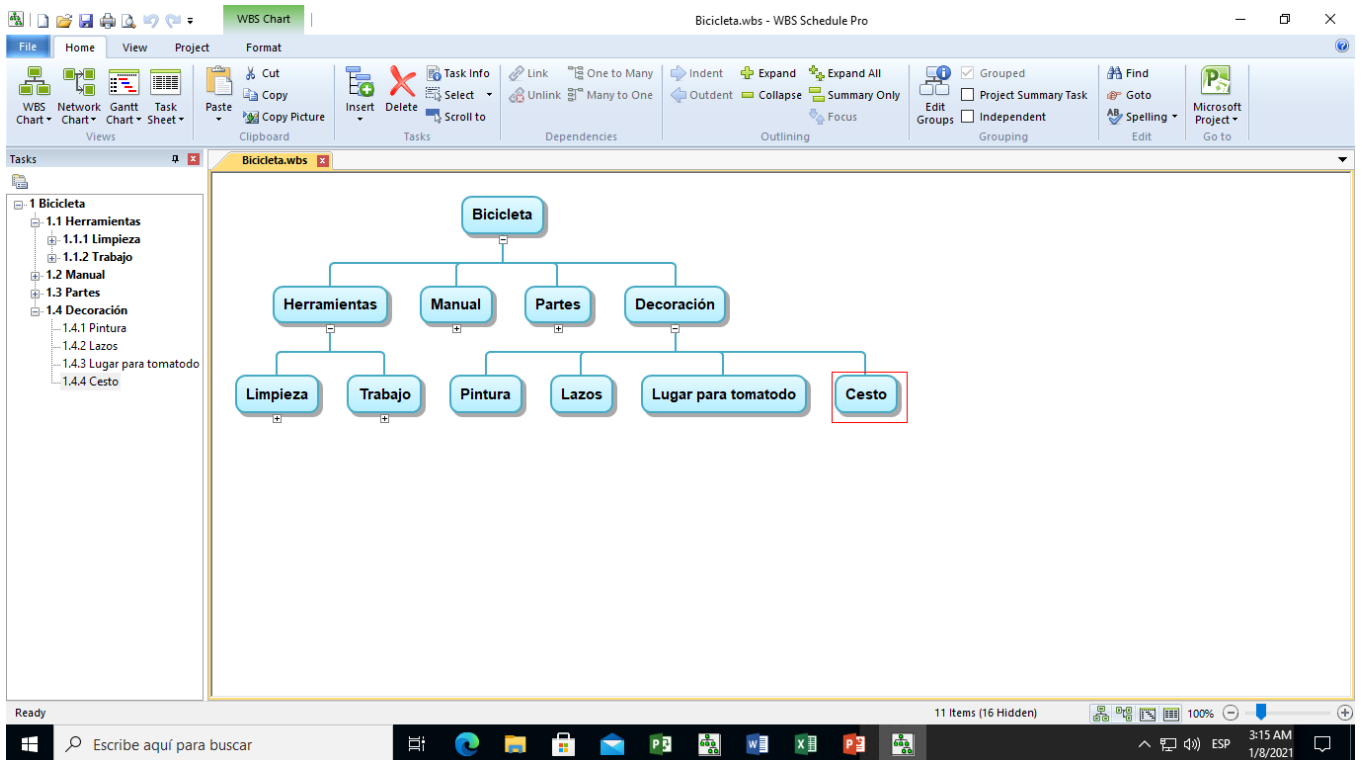 WBS Chart
Bicicleta.wbs - WBS Schedule Pro
File Home View Project Format
WBS Chart
Network Chart
Gantt Chart
Task Sheet
Views
Paste
Cut
Copy
Copy Picture
Clipboard
Insert
Delete
Task Info
Select
Scroll to
Tasks
Link
Unlink
One to Many
Many to One
Dependencies
Indent
Outdent
Expand
Collapse
Expand All
Summary Only
Focus
Outlining
Edit Groups
Grouped
Project Summary Task
Independent
Grouping
Find
Goto
Spelling
Edit
Microsoft Project
Go to
Tasks
Bicicleta.wbs
1 Bicicleta
1.1 Herramientas
1.1.1 Limpieza
1.1.2 Trabajo
1.2 Manual
1.3 Partes
1.4 Decoración
1.4.1 Pintura
1.4.2 Lazos
1.4.3 Lugar para tomatodo
1.4.4 Cesto
Bicicleta
Herramientas Manual Partes Decoración
Limpieza Trabajo Pintura Lazos Lugar para tomatodo Cesto
Ready
11 Items (16 Hidden)
100%
Escribe aquí para buscar
ESP
3:15 AM
1/8/2021